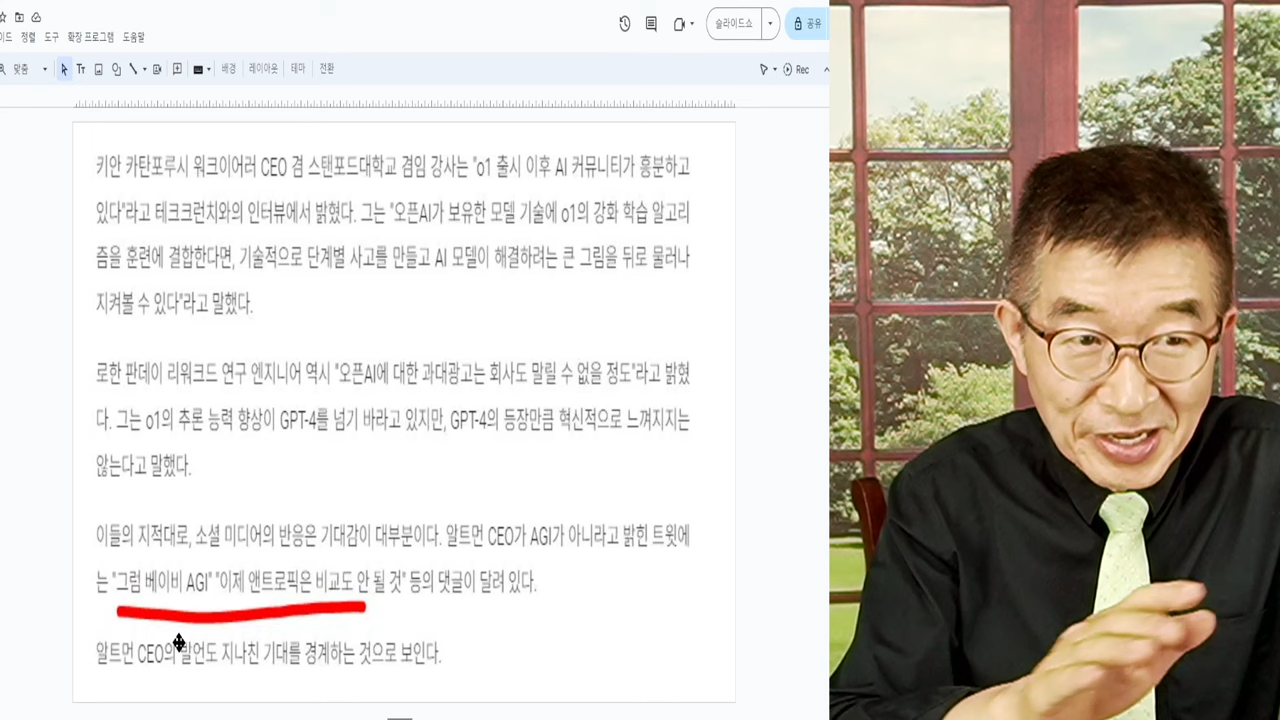 이드 정렬 도구 확장 프로그램 도움말
슬라이드쇼
공유
맞춤
Tr
배경 레이아웃 테마 전환
Rec
키안 카탄포루시 워크이어러 CEO 겸 스탠포드대학교 겸임 강사는 "o1 출시 이후 AI 커뮤니티가 흥분하고
있다"라고 테크크런치와의 인터뷰에서 밝혔다. 그는 "오픈AI가 보유한 모델 기술에 o1의 강화 학습 알고리
즘을 훈련에 결합한다면, 기술적으로 단계별 사고를 만들고 AI 모델이 해결하려는 큰 그림을 뒤로 물러나
지켜볼 수 있다"라고 말했다.
로한 판데이 리워크드 연구 엔지니어 역시 "오픈AI에 대한 과대광고는 회사도 말릴 수 없을 정도"라고 밝혔
다. 그는 o1의 추론 능력 향상이 GPT-4를 넘기 바라고 있지만, GPT-4의 등장만큼 혁신적으로 느껴지지는
않는다고 말했다.
이들의 지적대로, 소셜 미디어의 반응은 기대감이 대부분이다. 알트먼 CEO가 AGI가 아니라고 밝힌 트윗에
는 "그럼 베이비 AGI" "이제 앤트로픽은 비교도 안 될 것" 등의 댓글이 달려 있다.
알트먼 CEO의 발언도 지나친 기대를 경계하는 것으로 보인다.